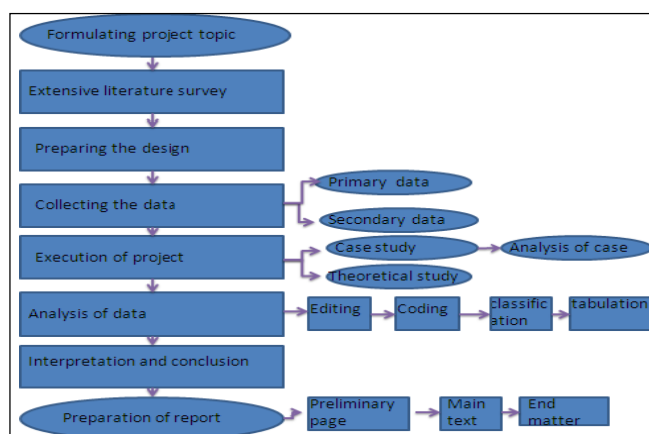 Formulating project topic
Extensive literature survey
Preparing the design
Collecting the data
Primary data
Secondary data
Execution of project
Case study
Analysis of case
Theoretical study
Analysis of data
Editing
Coding
classific
ation
tabulation
Interpretation and conclusion
Preparation of report
Preliminary
page
Main
text
End
matter